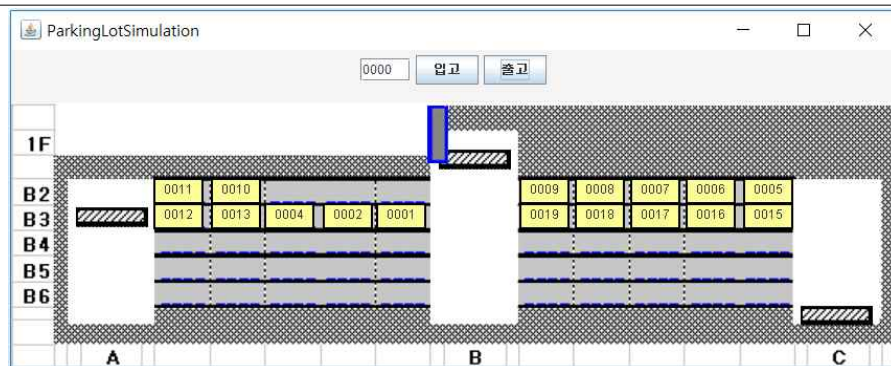 ParkingLotSimulation
0000 입고 출고
1F
B2 0011 0010 0009 0008 0007 0006 0005
B3 0012 0013 0004 0002 0001 0019 0018 0017 0016 0015
B4
B5
B6
A B C